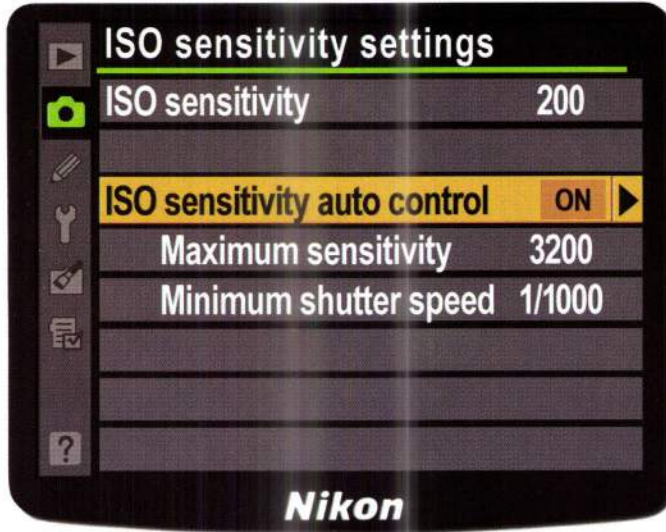 ISO sensitivity settings
ISO sensitivity 200
ISO sensitivity auto control ON
Maximum sensitivity 3200
Minimum shutter speed 1/1000
?
Nikon